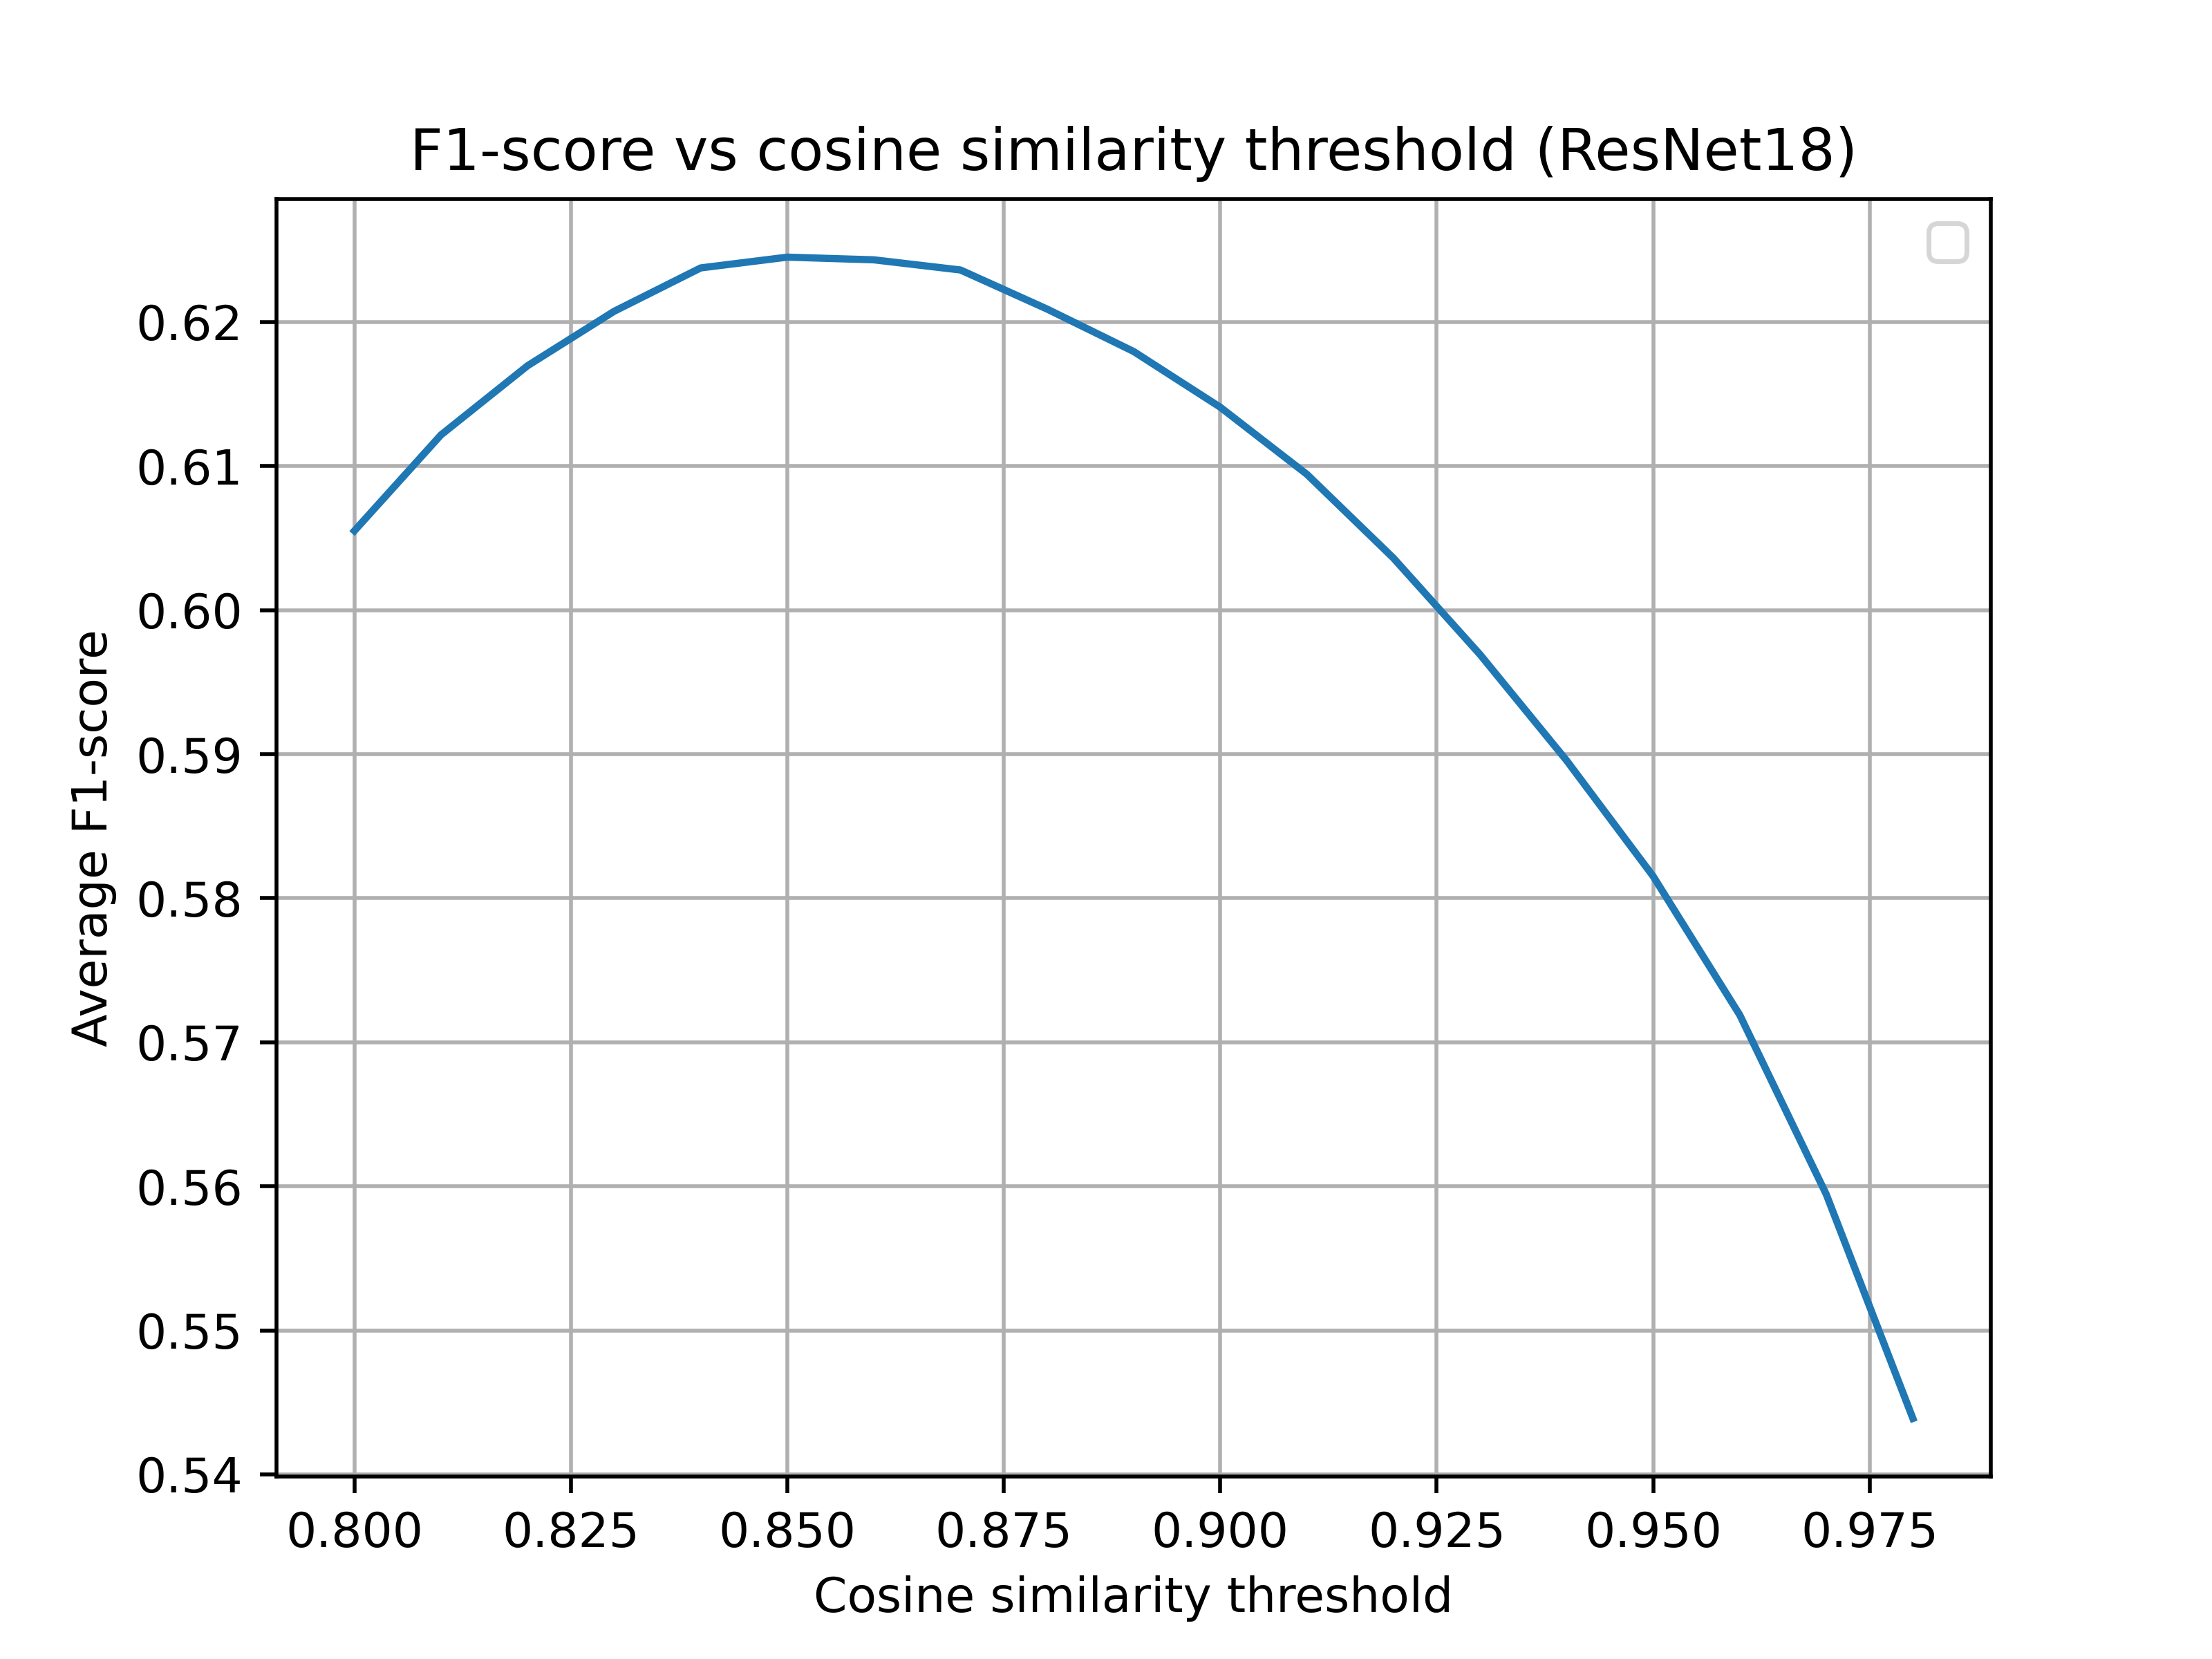 F1-score vs cosine similarity threshold (ResNet18)
Average F1-score
0.62
0.61
0.60
0.59
0.58
0.57
0.56
0.55
0.54
0.800 0.825 0.850 0.875 0.900 0.925 0.950 0.975
Cosine similarity threshold